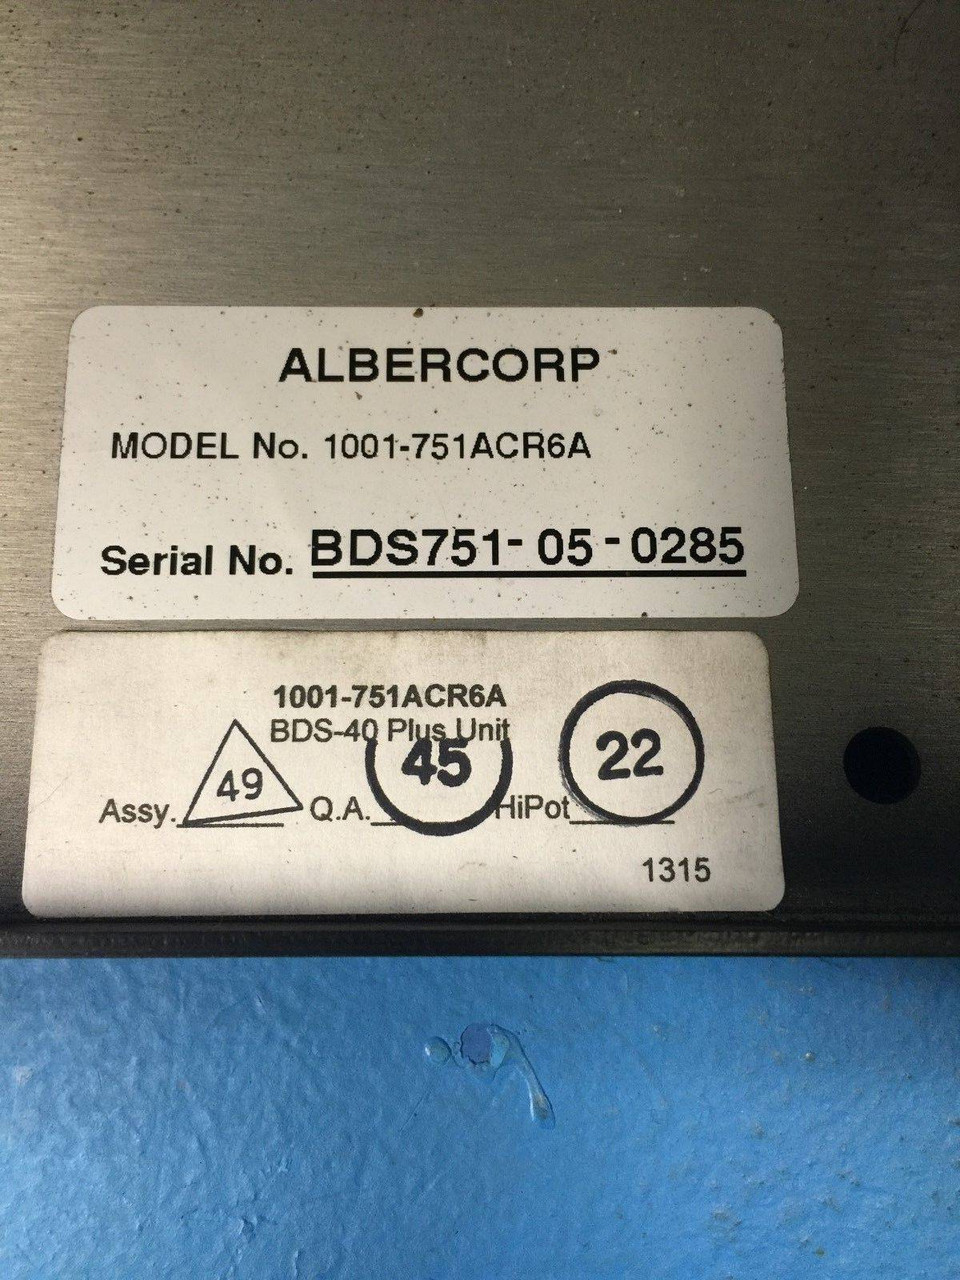 ALBERCORP
MODEL No. 1001-751ACR6A
Serial No. BDS751- 05 - 0285
1001-751ACR6A
BDS-40 Plus Unit
Assy. 49 Q.A. 45 HiPot 22
1315